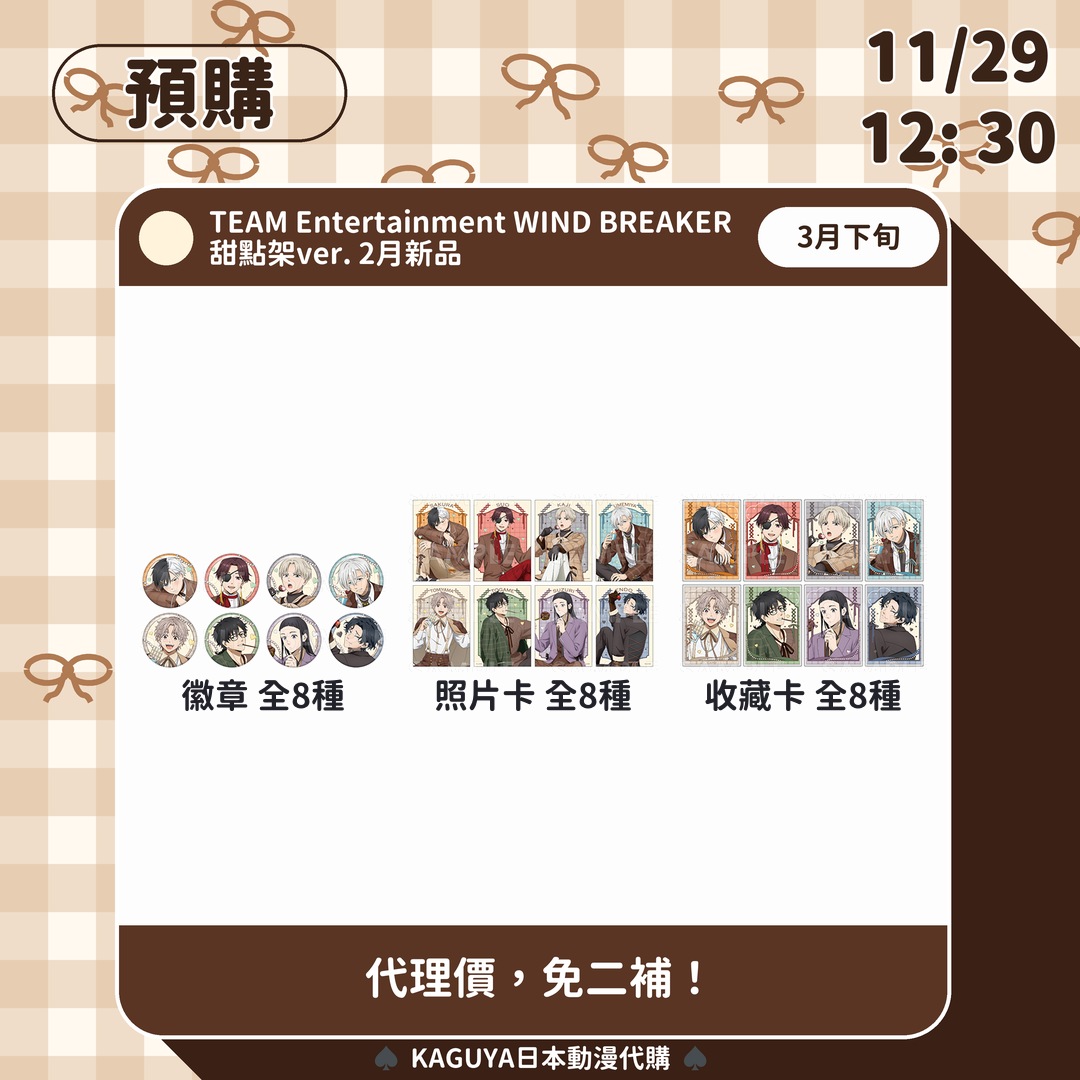 預購
11/29
12: 30
TEAM Entertainment WIND BREAKER
甜點架ver. 2月新品
3月下旬
徽章 全8種
照片卡 全8種
收藏卡 全8種
代理價，免二補！
♠ KAGUYA日本動漫代購 ♠